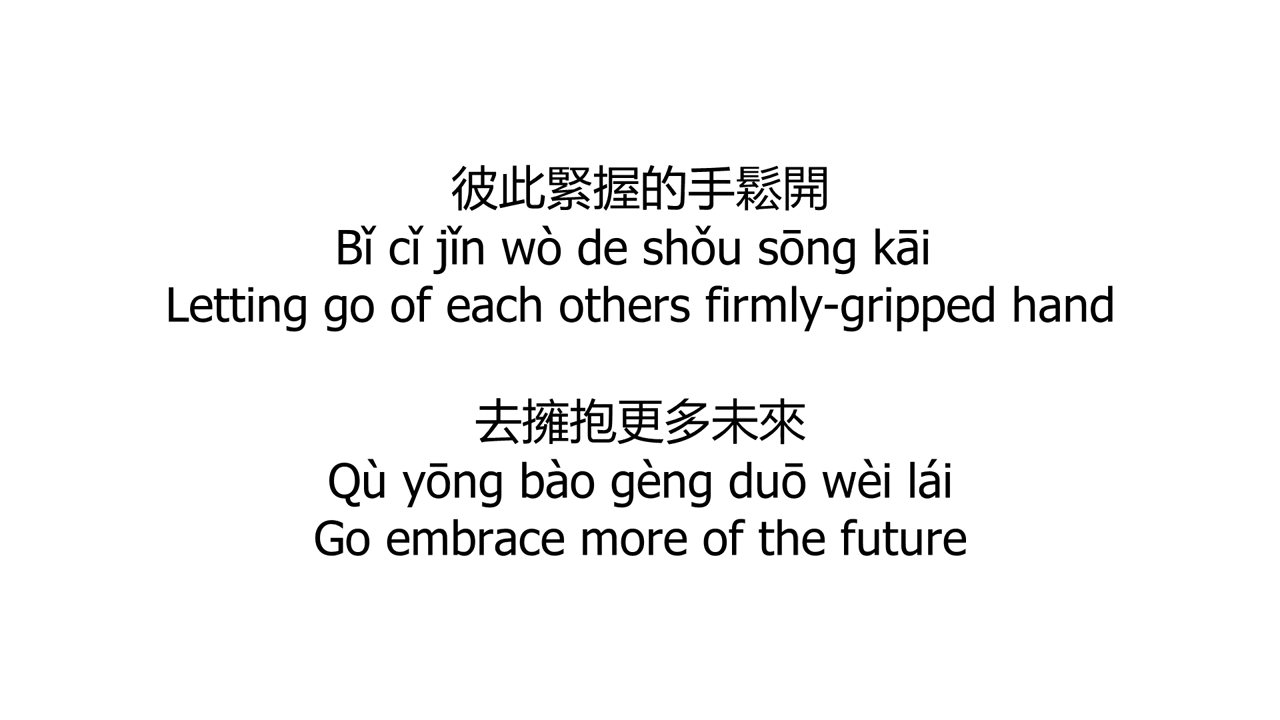 彼此緊握的手鬆開
Bǐ cǐ jǐn wò de shǒu sōng kāi
Letting go of each others firmly-gripped hand
去擁抱更多未來
Qù yōng bào gèng duō wèi lái
Go embrace more of the future